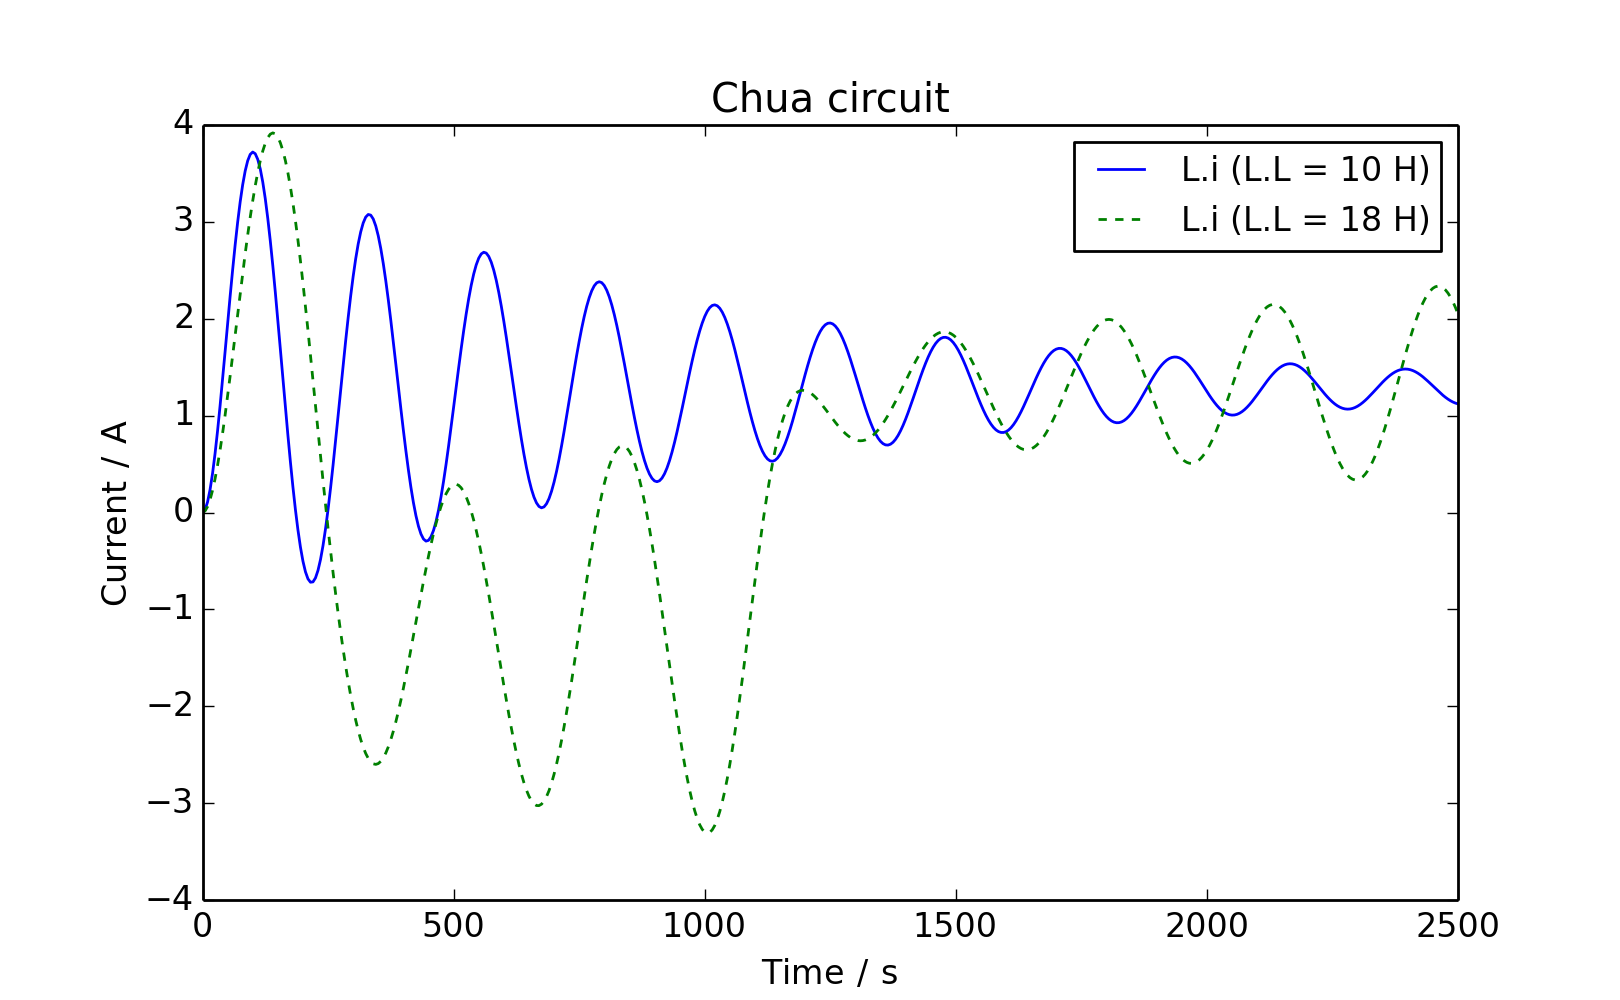 Chua circuit
L.i (L.L = 10 H)
L.i (L.L = 18 H)
4
3
2
1
0
−1
−2
−3
−4
Current / A
0 500 1000 1500 2000 2500
Time / s